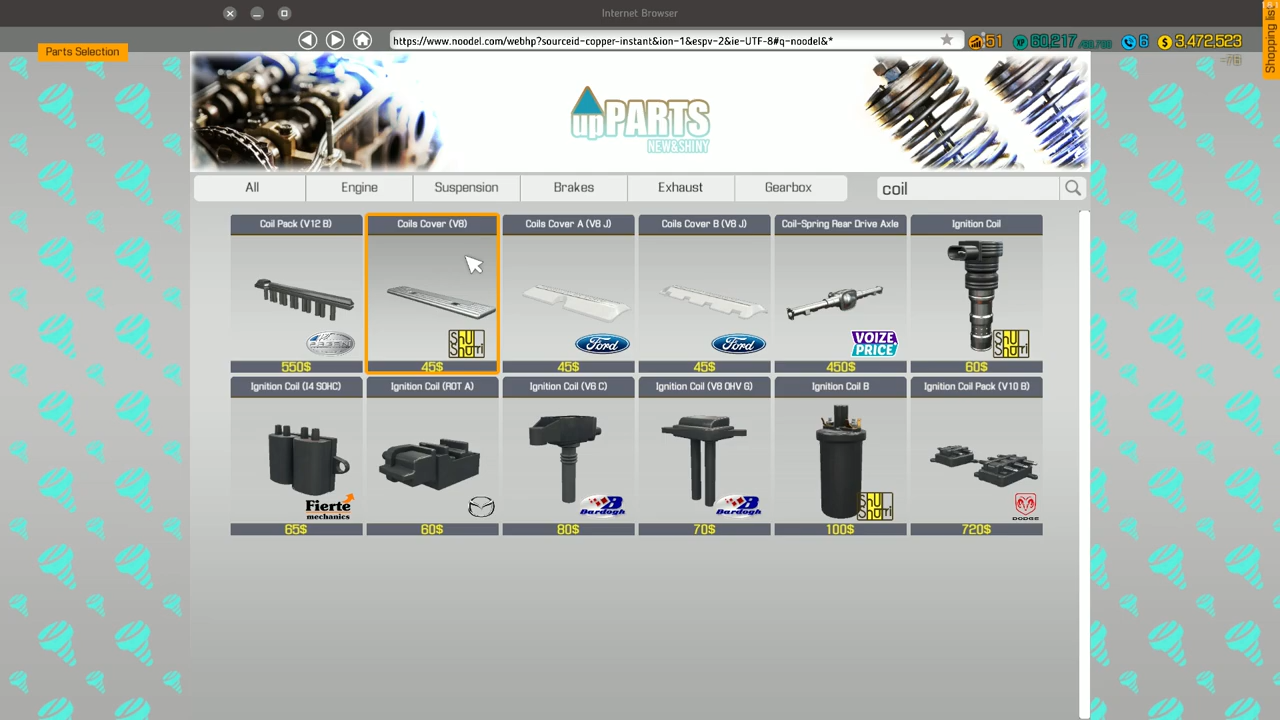 Internet Browser
Parts Selection
https://www.noodel.com/webhp?sourceid-copper-instant&ion-1&espv-2&ie-UTF-8#q-noodel&*
51
60,217
6
$ 3,472,523
Shopping list
upPARTS
NEW&SHINY
All
Engine
Suspension
Brakes
Exhaust
Gearbox
coil
Coil Pack (V12 B)
Coils Cover (V8)
Coils Cover A (V8 J)
Coils Cover B (V8 J)
Coil-Spring Rear Drive Axle
Ignition Coil
Shu Shu Tri
Ford
Ford
VOIZE PRICE
550$
45$
45$
45$
450$
60$
Ignition Coil (I4 SOHC)
Ignition Coil (ROT A)
Ignition Coil (V6 C)
Ignition Coil (V8 OHV G)
Ignition Coil B
Ignition Coil Pack (V10 B)
Fierte mechanics
Bardogh
Bardogh
DODGE
65$
60$
80$
70$
100$
720$